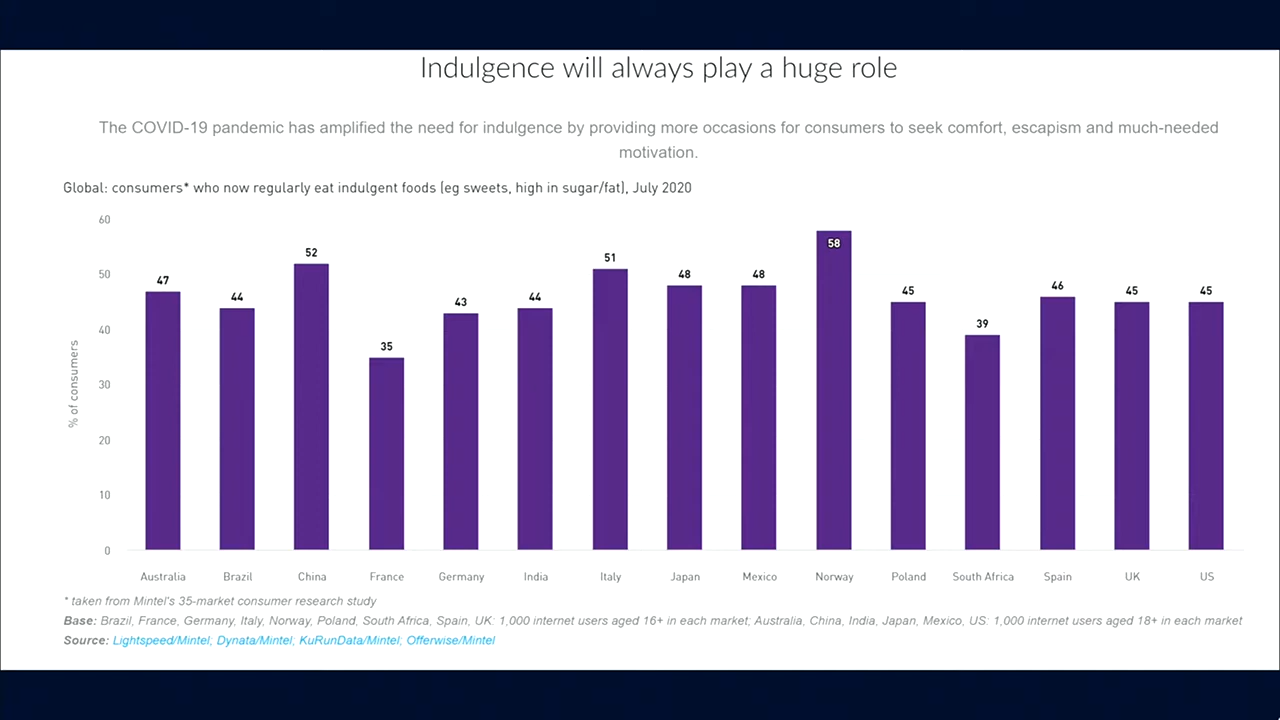 Indulgence will always play a huge role
The COVID-19 pandemic has amplified the need for indulgence by providing more occasions for consumers to seek comfort, escapism and much-needed
motivation.
Global: consumers* who now regularly eat indulgent foods (eg sweets, high in sugar/fat), July 2020
% of consumers
60
50
40
30
20
10
0
47
44
52
35
43
44
51
48
48
58
45
39
46
45
45
Australia
Brazil
China
France
Germany
India
Italy
Japan
Mexico
Norway
Poland
South Africa
Spain
UK
US
* taken from Mintel's 35-market consumer research study
Base: Brazil, France, Germany, Italy, Norway, Poland, South Africa, Spain, UK: 1,000 internet users aged 16+ in each market; Australia, China, India, Japan, Mexico, US: 1,000 internet users aged 18+ in each market
Source: Lightspeed/Mintel; Dynata/Mintel; KuRunData/Mintel; Offerwise/Mintel